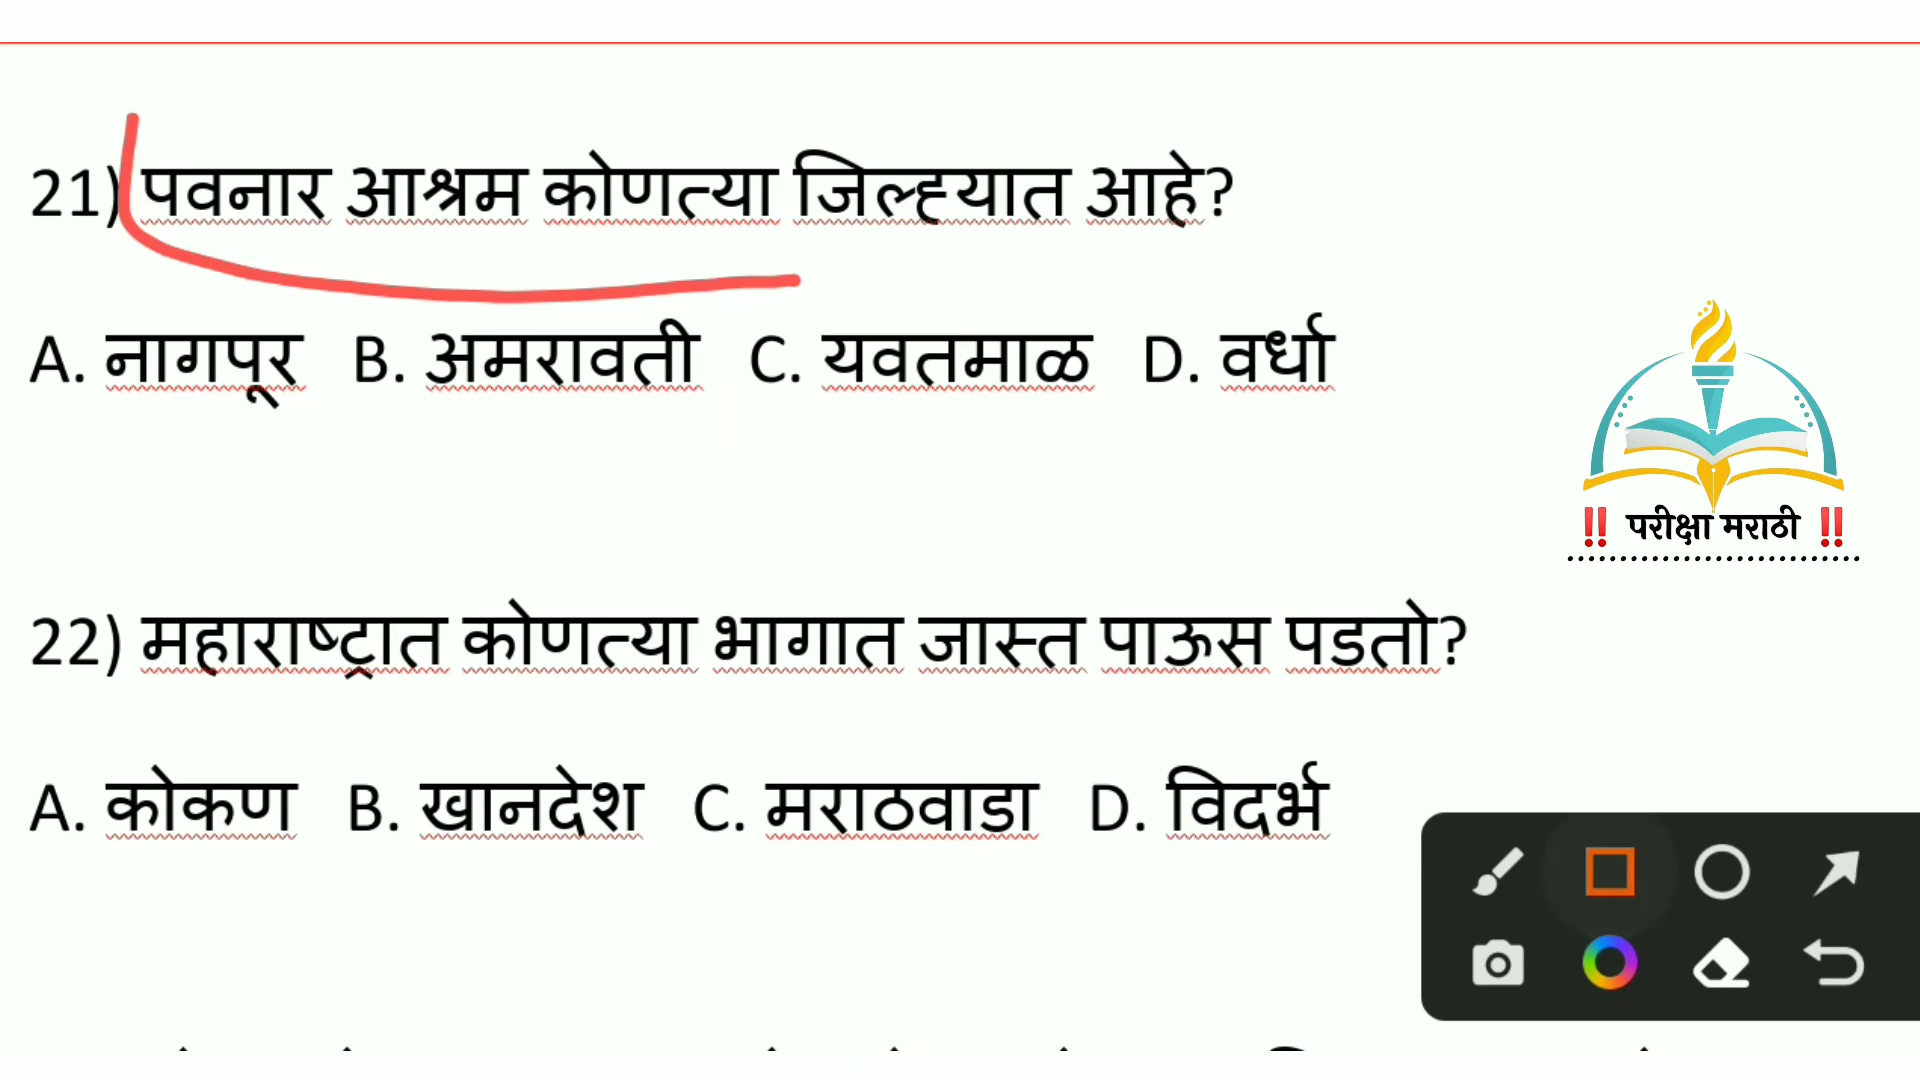 21) पवनार आश्रम कोणत्या जिल्ह्यात आहे?
A. नागपूर B. अमरावती C. यवतमाळ D. वर्धा
‼ परीक्षा मराठी ‼
22) महाराष्ट्रात कोणत्या भागात जास्त पाऊस पडतो?
A. कोकण B. खानदेश C. मराठवाडा D. विदर्भ